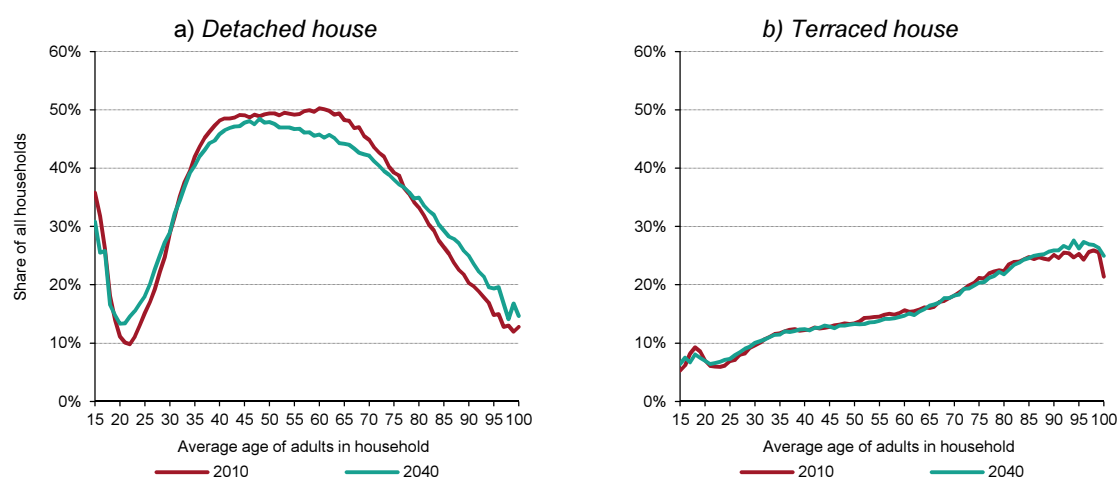 a) Detached house
60%
50%
40%
30%
20%
10%
0%
Share of all households
15 20 25 30 35 40 45 50 55 60 65 70 75 80 85 90 95 100
Average age of adults in household
2010 2040
b) Terraced house
60%
50%
40%
30%
20%
10%
0%
15 20 25 30 35 40 45 50 55 60 65 70 75 80 85 90 95 100
Average age of adults in household
2010 2040